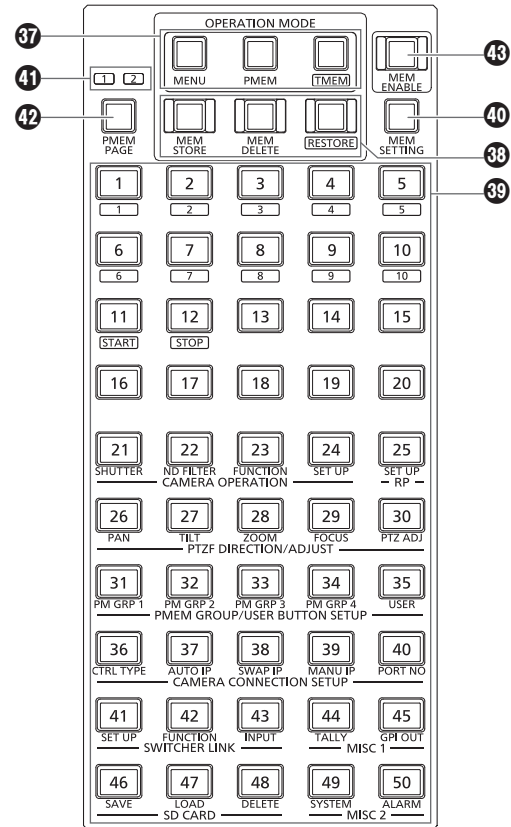 OPERATION MODE
37
43
41
1 2
MENU PMEM TMEM
MEM ENABLE
42
40
PMEM PAGE
MEM STORE
MEM DELETE
RESTORE
MEM SETTING
38
39
1 2 3 4 5
1 2 3 4 5
6 7 8 9 10
6 7 8 9 10
11 12 13 14 15
START STOP
16 17 18 19 20
21 22 23 24 25
SHUTTER ND FILTER FUNCTION SET UP SET UP
CAMERA OPERATION RP
26 27 28 29 30
PAN TILT ZOOM FOCUS PTZ ADJ
PTZF DIRECTION/ADJUST
31 32 33 34 35
PM GRP 1 PM GRP 2 PM GRP 3 PM GRP 4 USER
PMEM GROUP/USER BUTTON SETUP
36 37 38 39 40
CTRL TYPE AUTO IP SWAP IP MANU IP PORT NO
CAMERA CONNECTION SETUP
41 42 43 44 45
SET UP FUNCTION INPUT TALLY GPI OUT
SWITCHER LINK MISC 1
46 47 48 49 50
SAVE LOAD DELETE SYSTEM ALARM
SD CARD MISC 2